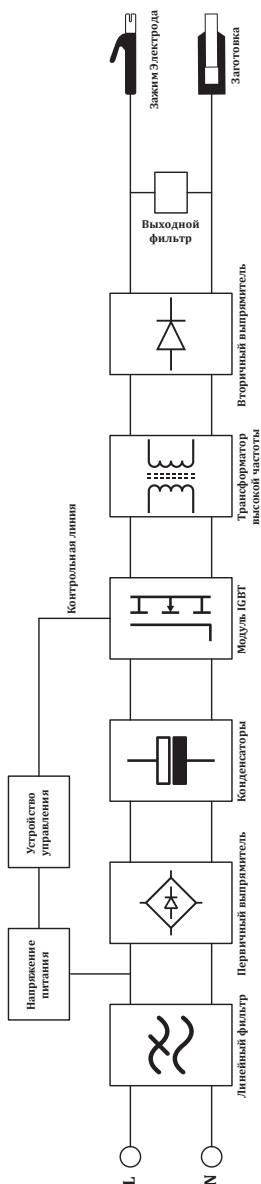 L
N
Линейный фильтр
Напряжение
питания
Первичный выпрямитель
Устройство
управления
Конденсаторы
Контрольная линия
Модуль IGBT
Трансформатор
высокой частоты
Вторичный выпрямитель
Выходной
фильтр
Зажим Электрода
Заготовка